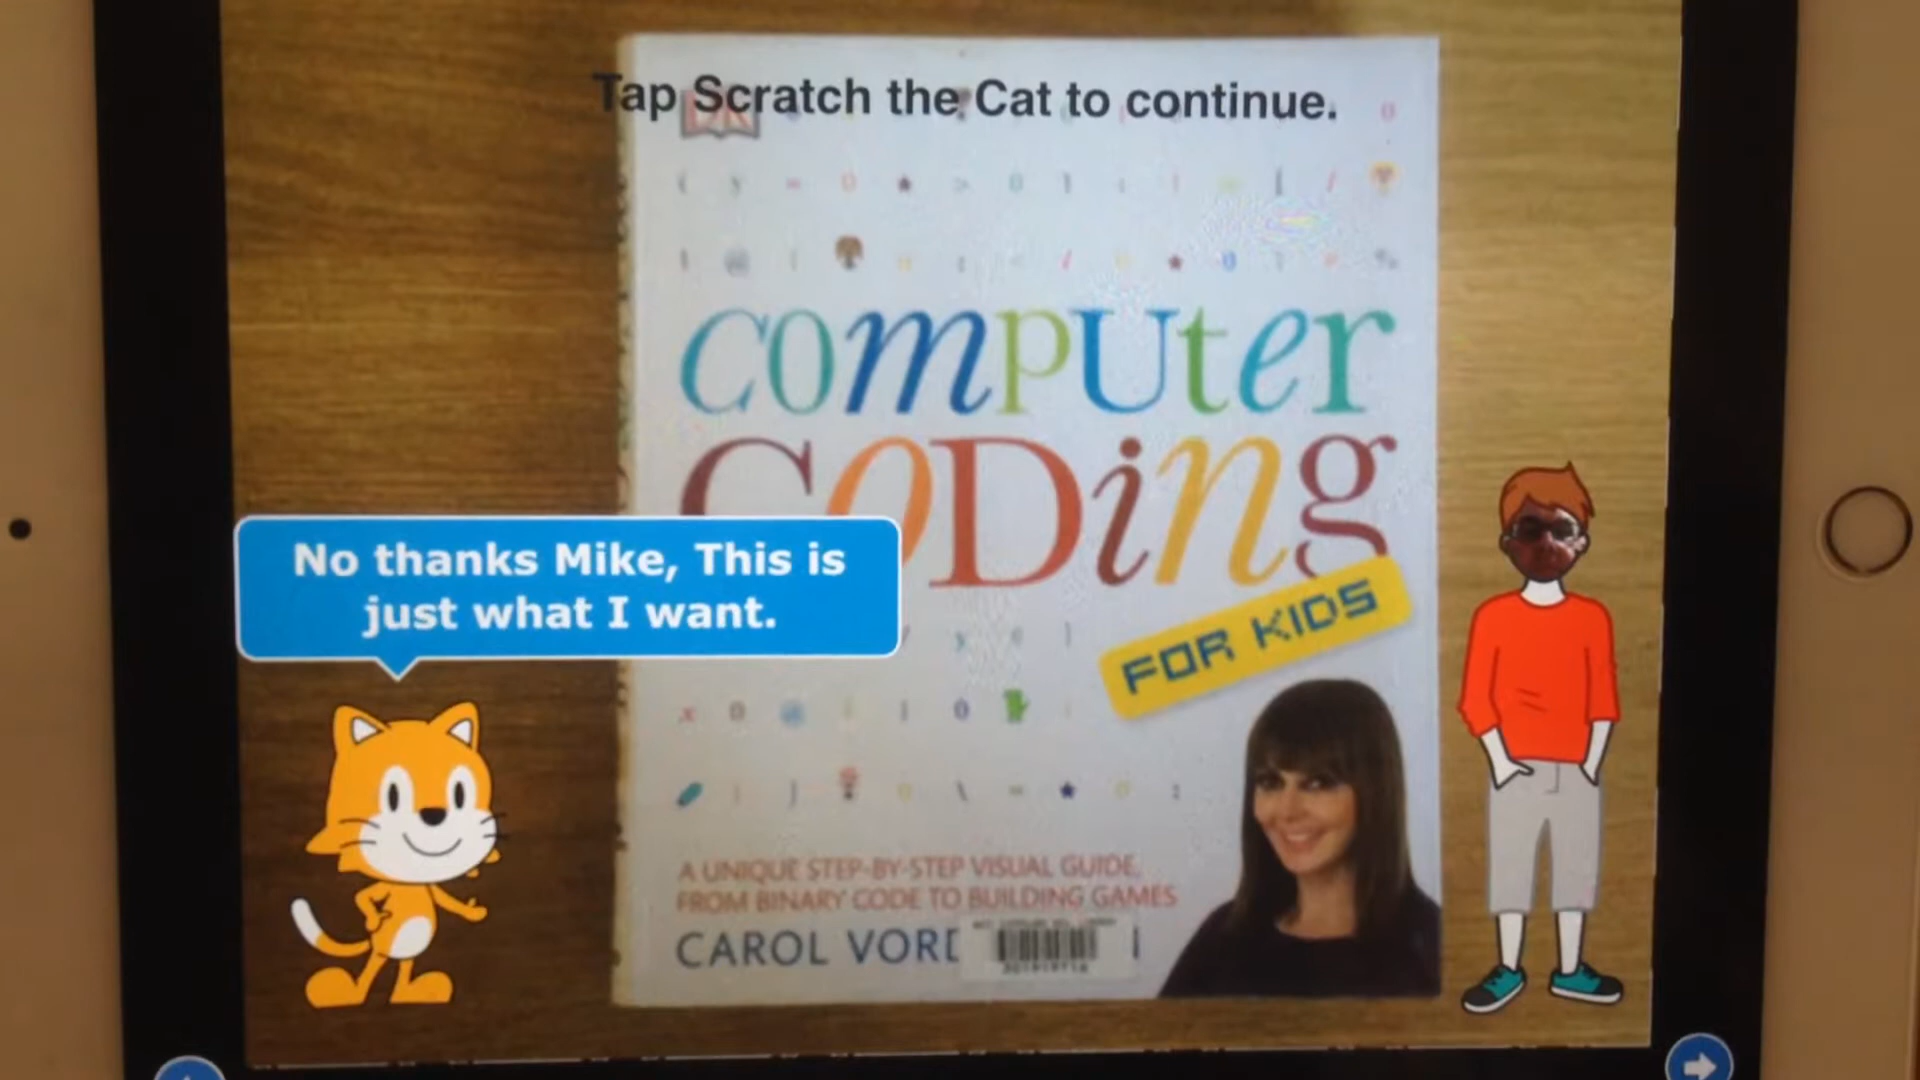 Tap Scratch the Cat to continue.
DK
computer
CODing
FOR KIDS
No thanks Mike, This is
just what I want.
A UNIQUE STEP-BY-STEP VISUAL GUIDE,
FROM BINARY CODE TO BUILDING GAMES
CAROL